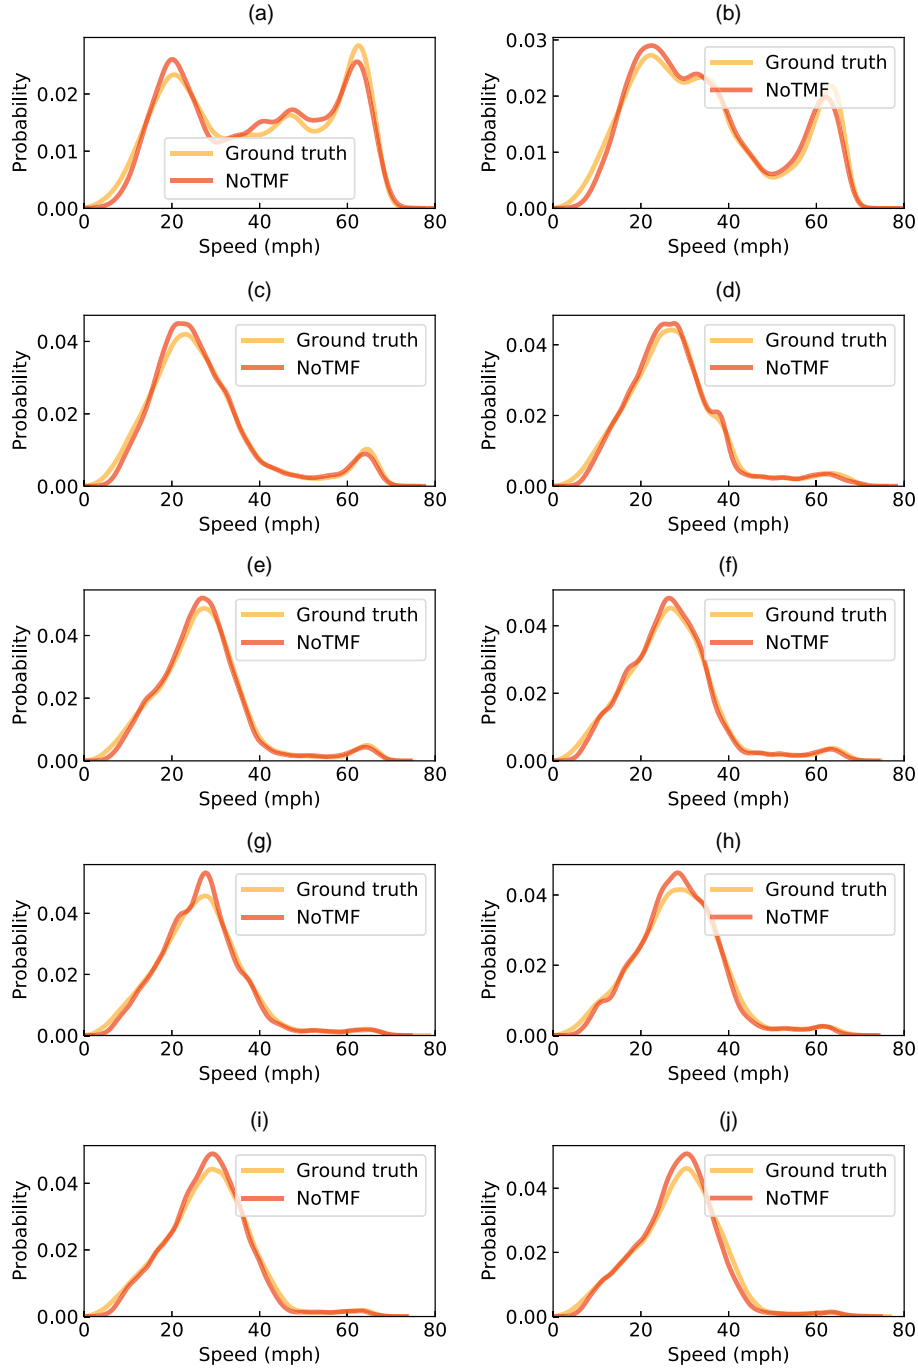 (a)
Probability
0.02
0.01
0.00
Ground truth
NoTMF
0 20 40 60 80
Speed (mph)
(b)
Probability
0.03
0.02
0.01
0.00
Ground truth
NoTMF
0 20 40 60 80
Speed (mph)
(c)
Probability
0.04
0.02
0.00
Ground truth
NoTMF
0 20 40 60 80
Speed (mph)
(d)
Probability
0.04
0.02
0.00
Ground truth
NoTMF
0 20 40 60 80
Speed (mph)
(e)
Probability
0.04
0.02
0.00
Ground truth
NoTMF
0 20 40 60 80
Speed (mph)
(f)
Probability
0.04
0.02
0.00
Ground truth
NoTMF
0 20 40 60 80
Speed (mph)
(g)
Probability
0.04
0.02
0.00
Ground truth
NoTMF
0 20 40 60 80
Speed (mph)
(h)
Probability
0.04
0.02
0.00
Ground truth
NoTMF
0 20 40 60 80
Speed (mph)
(i)
Probability
0.04
0.02
0.00
Ground truth
NoTMF
0 20 40 60 80
Speed (mph)
(j)
Probability
0.04
0.02
0.00
Ground truth
NoTMF
0 20 40 60 80
Speed (mph)